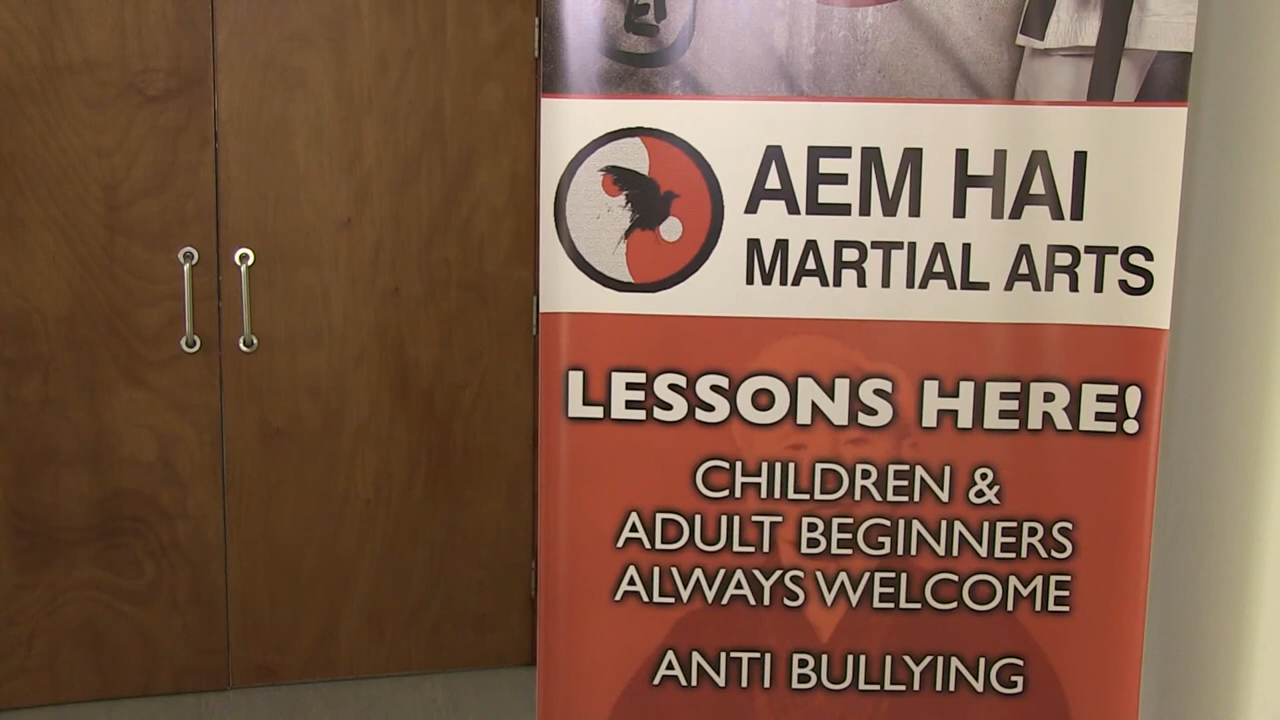 AEM HAI
MARTIAL ARTS
LESSONS HERE!
CHILDREN &
ADULT BEGINNERS
ALWAYS WELCOME
ANTI BULLYING